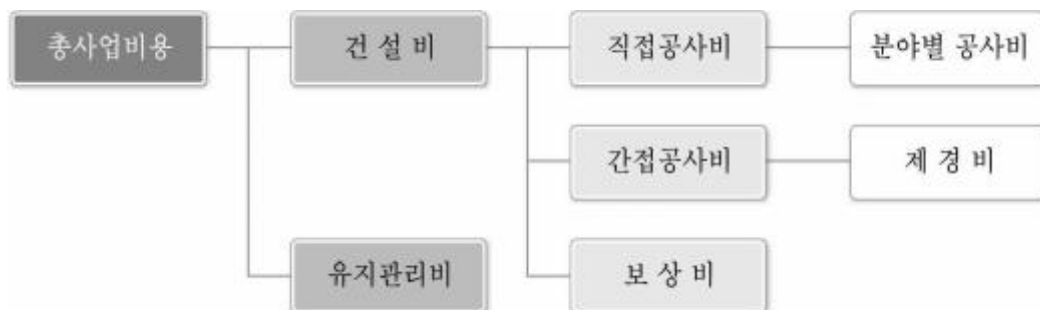 총사업비용
건 설 비
직접공사비
분야별 공사비
간접공사비
제 경 비
유지관리비
보 상 비